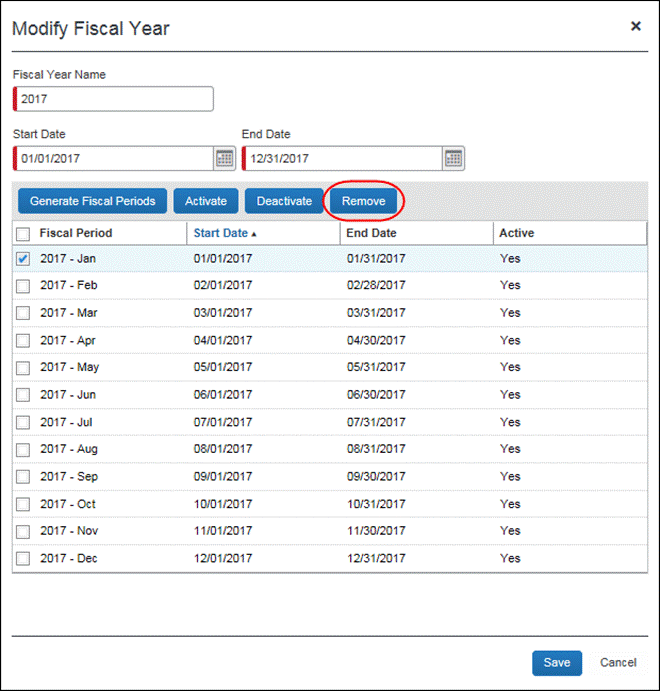 Modify Fiscal Year
Fiscal Year Name
2017
Start Date End Date
01/01/2017 12/31/2017
Generate Fiscal Periods Activate Deactivate Remove
Fiscal Period Start Date End Date Active
2017 - Jan 01/01/2017 01/31/2017 Yes
2017 - Feb 02/01/2017 02/28/2017 Yes
2017 - Mar 03/01/2017 03/31/2017 Yes
2017 - Apr 04/01/2017 04/30/2017 Yes
2017 - May 05/01/2017 05/31/2017 Yes
2017 - Jun 06/01/2017 06/30/2017 Yes
2017 - Jul 07/01/2017 07/31/2017 Yes
2017 - Aug 08/01/2017 08/31/2017 Yes
2017 - Sep 09/01/2017 09/30/2017 Yes
2017 - Oct 10/01/2017 10/31/2017 Yes
2017 - Nov 11/01/2017 11/30/2017 Yes
2017 - Dec 12/01/2017 12/31/2017 Yes
Save Cancel